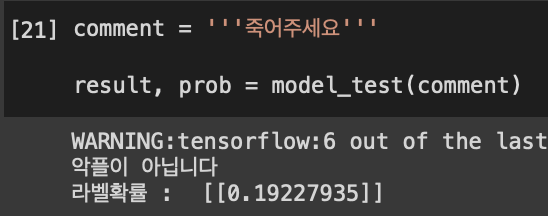 [21] comment = '''죽어주세요'''
result, prob = model_test(comment)
WARNING:tensorflow:6 out of the last
악플이 아닙니다
라벨확률 :  [[0.19227935]]